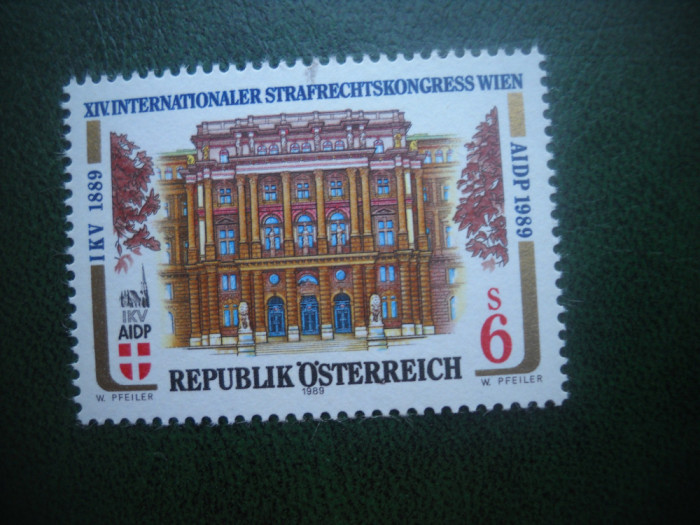 XIV. INTERNATIONALER STRAFRECHTSKONGRESS WIEN
IKV 1889
AIDP 1989
IKV
AIDP
S
6
REPUBLIK ÖSTERREICH
1989
W. PFEILER
W. PFEILER